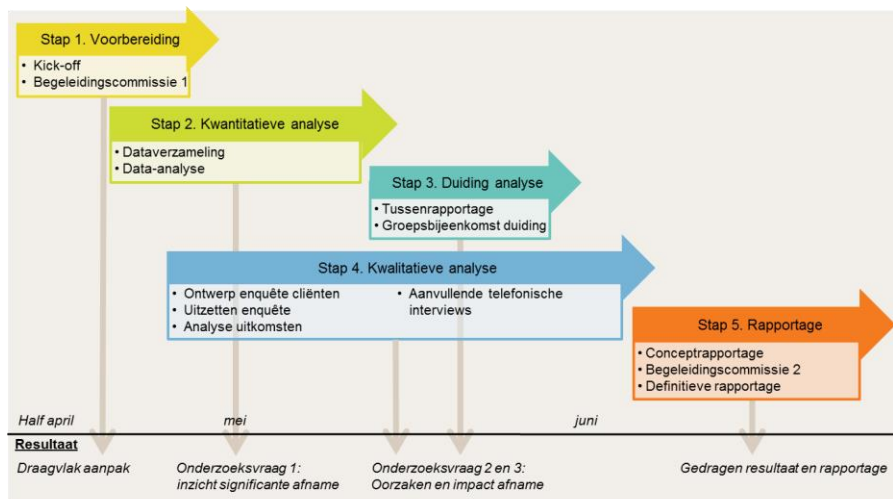 Stap 1. Voorbereiding
• Kick-off
• Begeleidingscommissie 1
Stap 2. Kwantitatieve analyse
• Dataverzameling
• Data-analyse
Stap 3. Duiding analyse
• Tussenrapportage
• Groepsbijeenkomst duiding
Stap 4. Kwalitatieve analyse
• Ontwerp enquête cliënten
• Uitzetten enquête
• Analyse uitkomsten
• Aanvullende telefonische
interviews
Stap 5. Rapportage
• Conceptrapportage
• Begeleidingscommissie 2
• Definitieve rapportage
Half april
mei
juni
Resultaat
Draagvlak aanpak
Onderzoeksvraag 1:
inzicht significante afname
Onderzoeksvraag 2 en 3:
Oorzaken en impact afname
Gedragen resultaat en rapportage